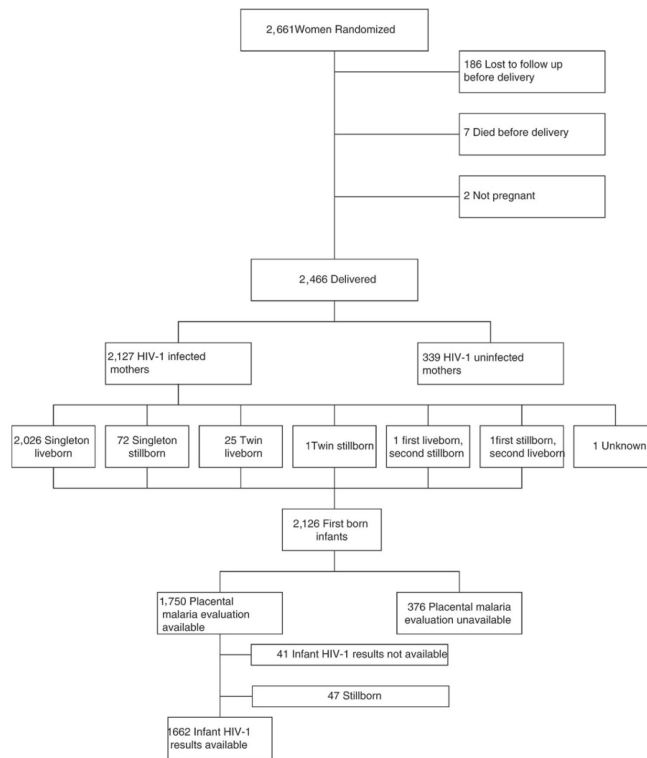 2,661Women Randomized
186 Lost to follow up
before delivery
7 Died before delivery
2 Not pregnant
2,466 Delivered
2,127 HIV-1 infected
mothers
339 HIV-1 uninfected
mothers
2,026 Singleton
liveborn
72 Singleton
stillborn
25 Twin
liveborn
1Twin stillborn
1 first liveborn,
second stillborn
1first stillborn,
second liveborn
1 Unknown
2,126 First born
infants
1,750 Placental
malaria evaluation
available
376 Placental malaria
evaluation unavailable
41 Infant HIV-1 results not available
47 Stillborn
1662 Infant HIV-1
results available